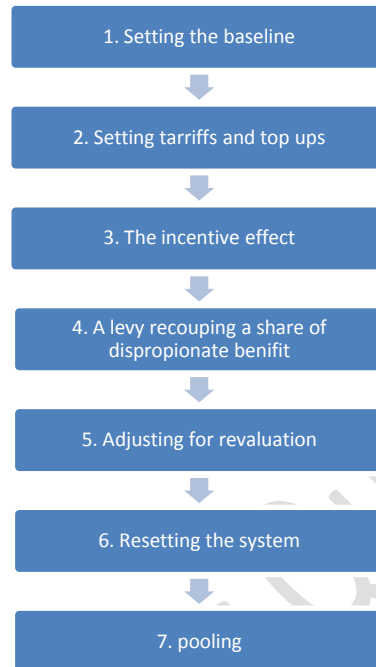 1. Setting the baseline
2. Setting tarriffs and top ups
3. The incentive effect
4. A levy recouping a share of
dispropionate benifit
5. Adjusting for revaluation
6. Resetting the system
7. pooling